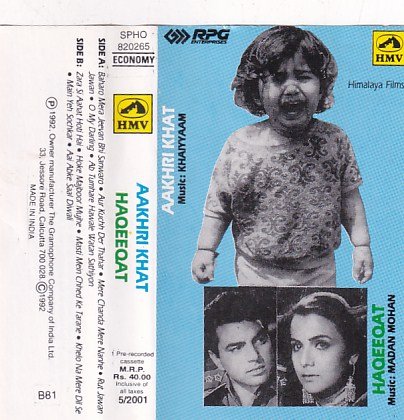 SPHO
820265
ECONOMY
HMV
AAKHRI KHAT
HAQEEQAT
† Pre-recorded
cassette
M.R.P.
Rs. 40.00
Inclusive of
all taxes
5/2001
SIDE A: Baharo Mera Jeevan Bhi Sanwaro • Aur Kuchh Der Thahar • Mere Chanda Mere Nanhe • Rut Jawan
Jawan • O My Darling • Ab Tumhare Hawale Watan Sathiyon
SIDE B: Zara Si Aahat Hoti Hai • Hoke Majboor Mujhe • Masti Mein Chhed Ke Tarane • Khelo Na Mere Dil Se
• Main Yeh Sochkar • Aai Abke Saal Diwali
Ⓟ 1992, Owner manufacturer The Gramophone Company of India Ltd.
33, Jessore Road, Calcutta 700 028. Ⓒ 1992
MADE IN INDIA
B81
RPG
ENTERPRISES
HMV
Himalaya Films
AAKHRI KHAT
Music: KHAYYAAM
HAQEEQAT
Music: MADAN MOHAN